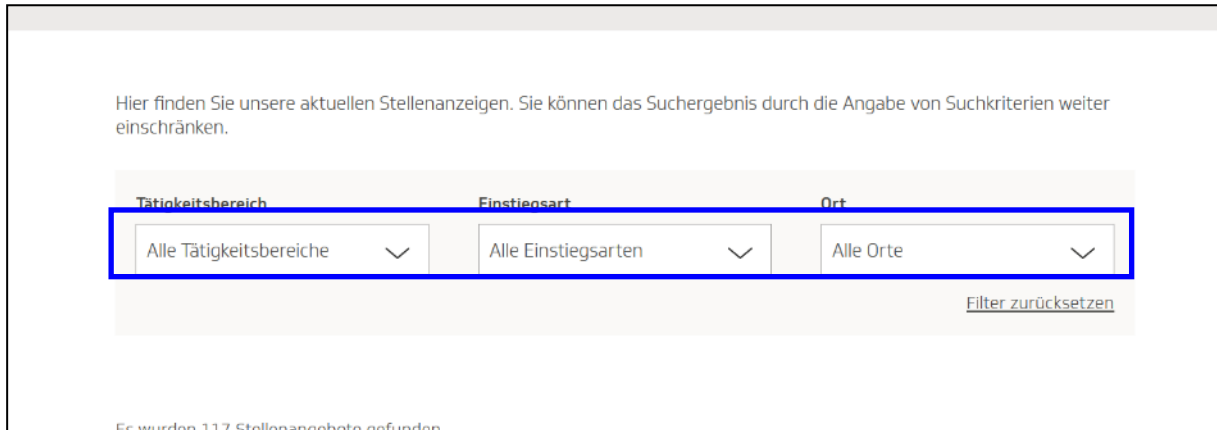 Hier finden Sie unsere aktuellen Stellenanzeigen. Sie können das Suchergebnis durch die Angabe von Suchkriterien weiter
einschränken.
Tätigkeitsbereich Einstiegsart Ort
Alle Tätigkeitsbereiche Alle Einstiegsarten Alle Orte
Filter zurücksetzen
Es wurden 117 Stellenangebote gefunden